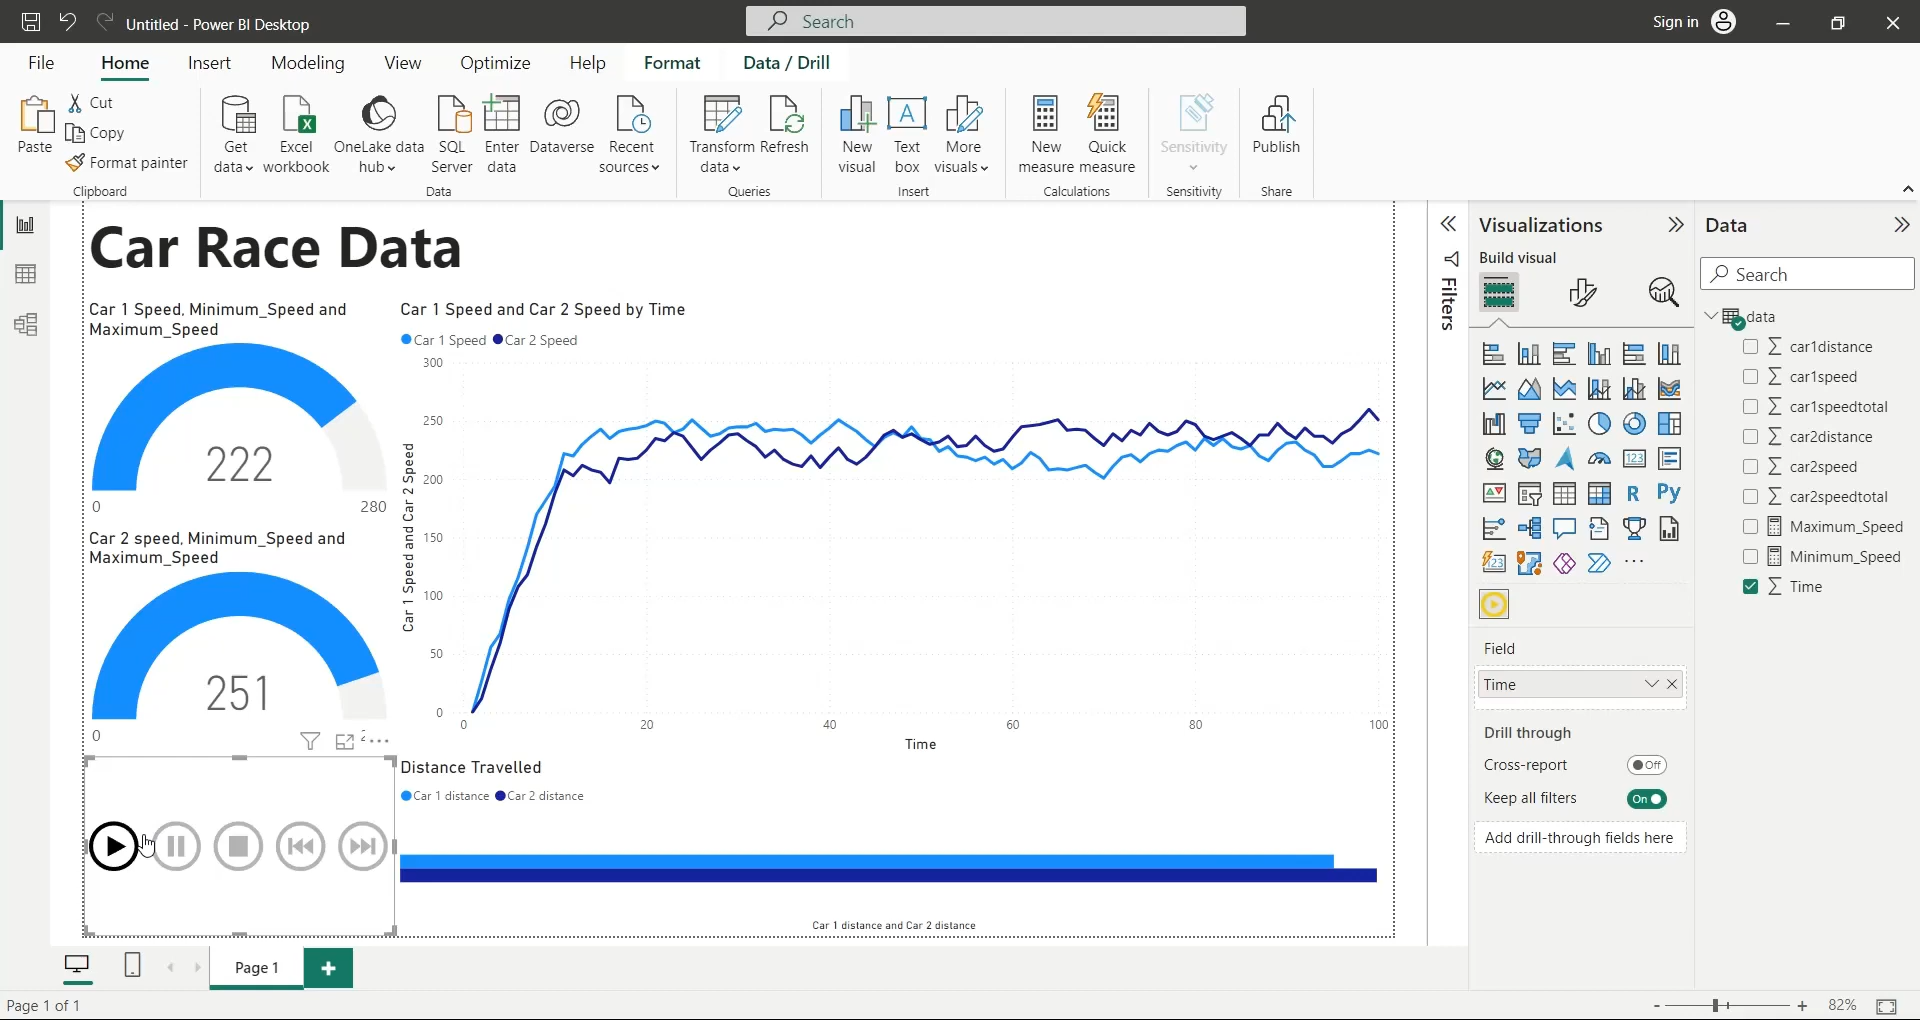 Untitled - Power BI Desktop
Search
Sign in
File Home Insert Modeling View Optimize Help Format Data / Drill
Paste
Cut
Copy
Format painter
Clipboard
Get data
Excel workbook
OneLake data hub
SQL Server
Enter data
Dataverse
Recent sources
Data
Transform data
Refresh
Queries
New visual
A
Text box
More visuals
Insert
New measure
Quick measure
Calculations
Sensitivity
Sensitivity
Publish
Share
Car Race Data
Car 1 Speed, Minimum_Speed and
Maximum_Speed
222
0 280
Car 2 speed, Minimum_Speed and
Maximum_Speed
251
0
Car 1 Speed and Car 2 Speed by Time
Car 1 Speed Car 2 Speed
300
250
200
150
100
50
0
Car 1 Speed and Car 2 Speed
0 20 40 60 80 100
Time
Distance Travelled
Car 1 distance Car 2 distance
Car 1 distance and Car 2 distance
Filters
Visualizations
Build visual
123
R
Py
123
Field
Time
Drill through
Cross-report Off
Keep all filters On
Add drill-through fields here
Data
Search
data
car1distance
car1speed
car1speedtotal
car2distance
car2speed
car2speedtotal
Maximum_Speed
Minimum_Speed
Time
Page 1
Page 1 of 1
- + 82%